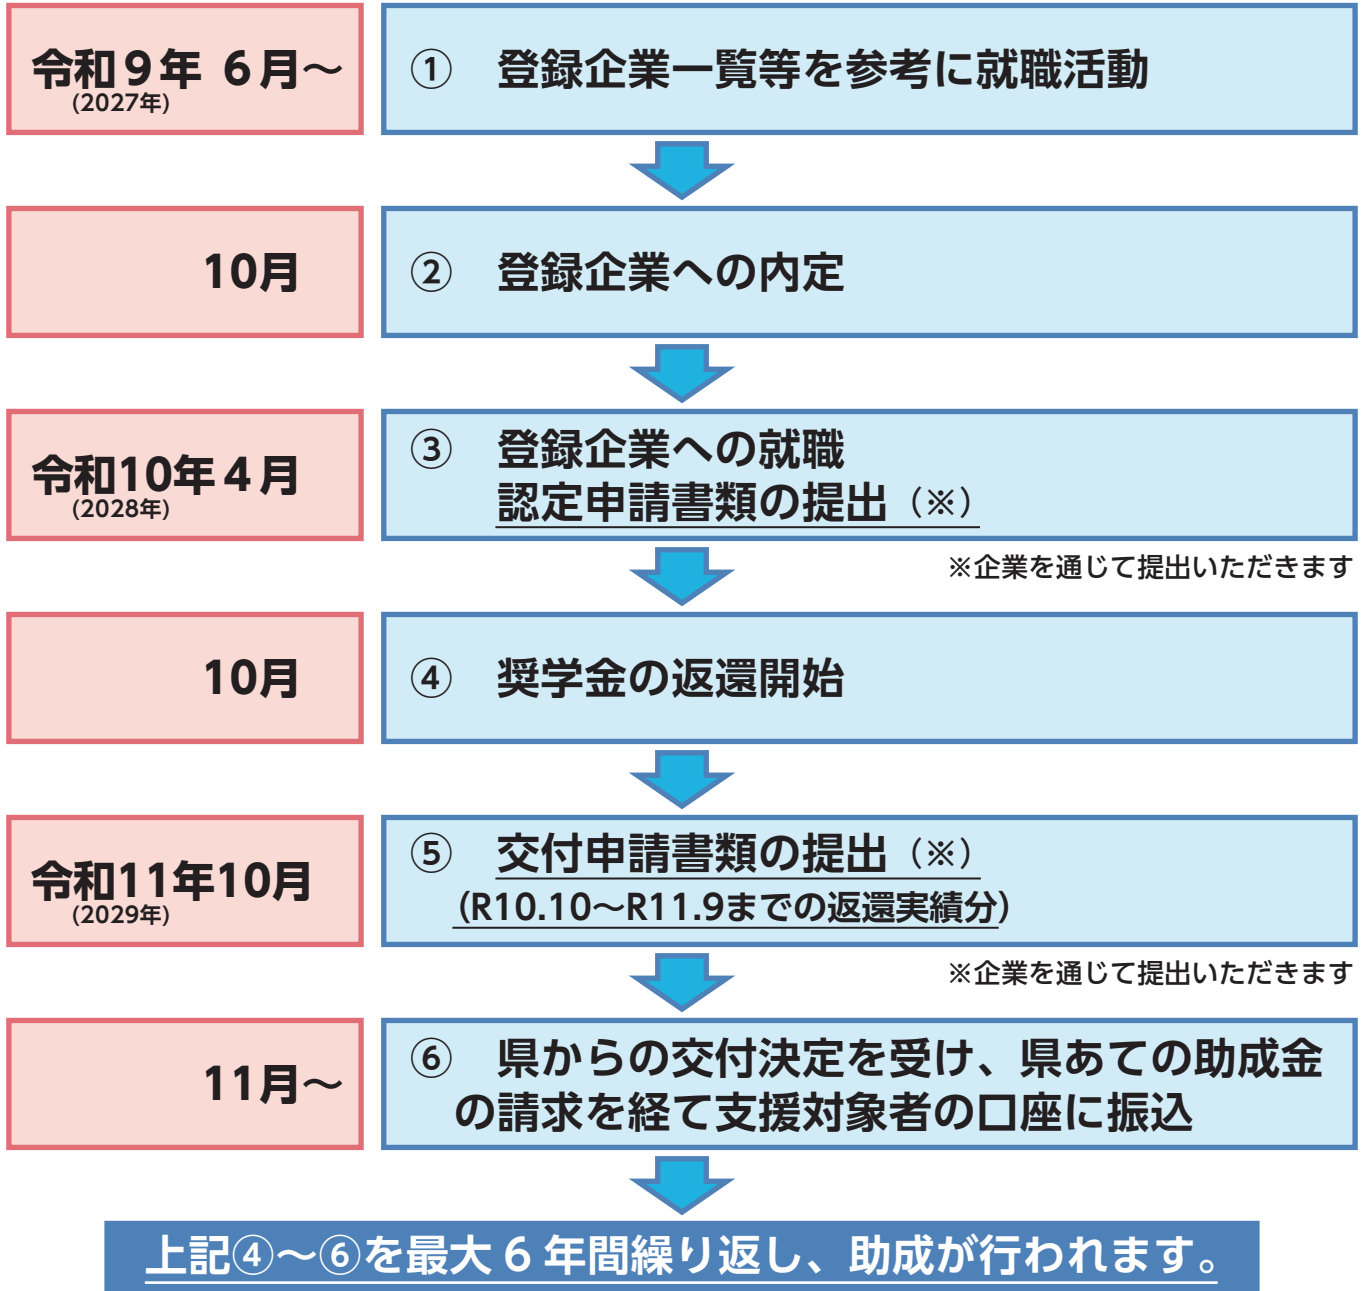 令和９年 ６月～
(2027年)
① 登録企業一覧等を参考に就職活動
10月
② 登録企業への内定
令和10年４月
(2028年)
③ 登録企業への就職
認定申請書類の提出（※）
※企業を通じて提出いただきます
10月
④ 奨学金の返還開始
令和11年10月
(2029年)
⑤ 交付申請書類の提出（※）
(R10.10～R11.9までの返還実績分)
※企業を通じて提出いただきます
11月～
⑥ 県からの交付決定を受け、県あての助成金
の請求を経て支援対象者の口座に振込
上記④～⑥を最大６年間繰り返し、助成が行われます。